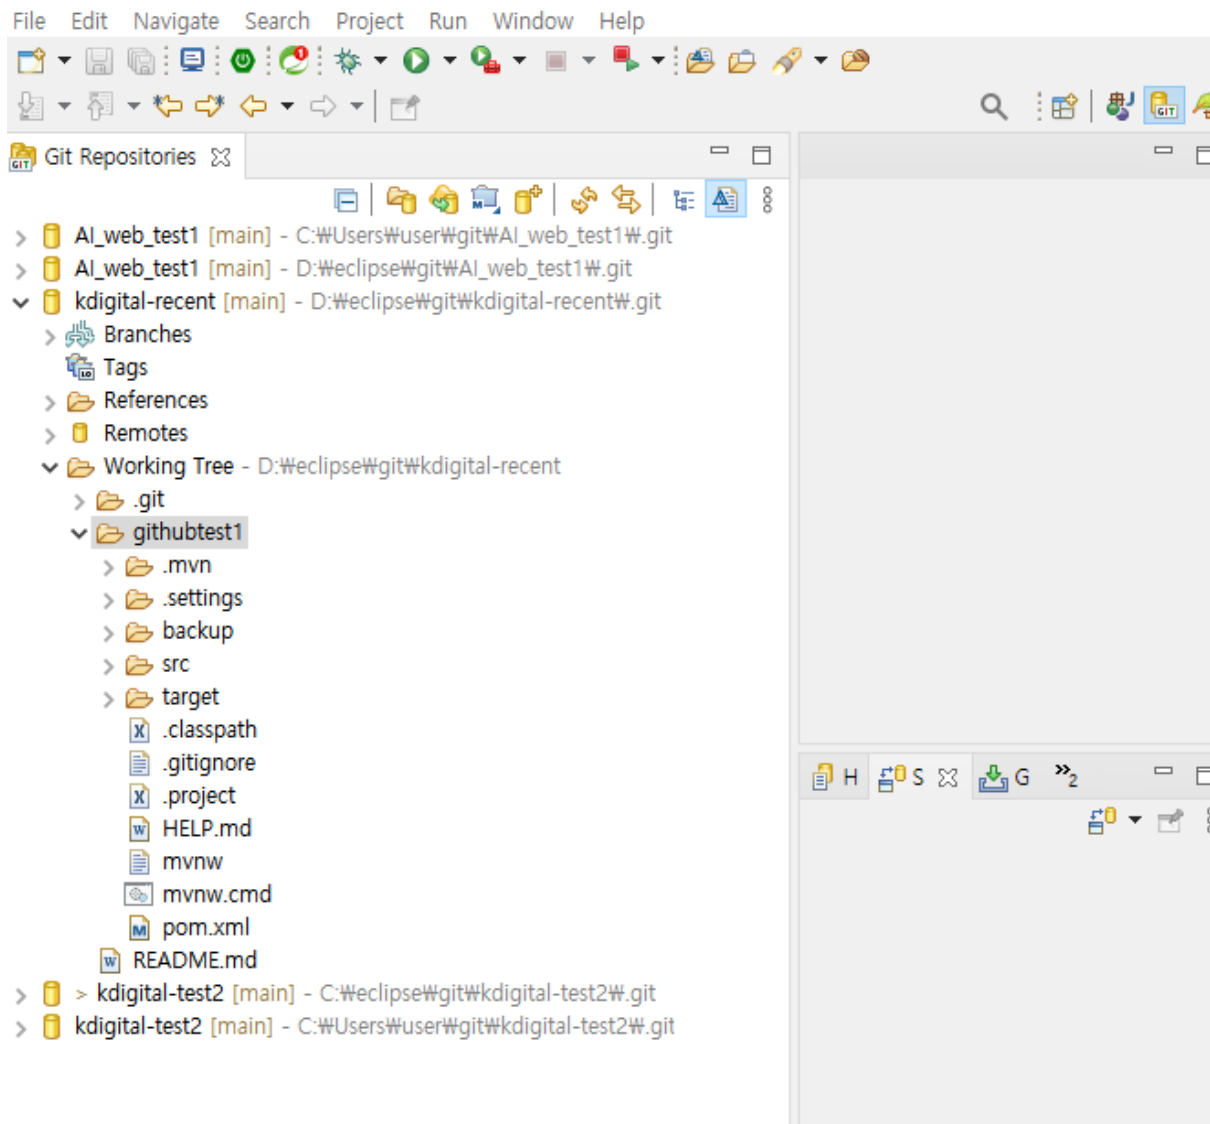 File Edit Navigate Search Project Run Window Help
Git Repositories
AI_web_test1 [main] - C:₩Users₩user₩git₩AI_web_test1₩.git
AI_web_test1 [main] - D:₩eclipse₩git₩AI_web_test1₩.git
kdigital-recent [main] - D:₩eclipse₩git₩kdigital-recent₩.git
Branches
Tags
References
Remotes
Working Tree - D:₩eclipse₩git₩kdigital-recent
.git
githubtest1
.mvn
.settings
backup
src
target
.classpath
.gitignore
.project
HELP.md
mvnw
mvnw.cmd
pom.xml
README.md
> kdigital-test2 [main] - C:₩eclipse₩git₩kdigital-test2₩.git
kdigital-test2 [main] - C:₩Users₩user₩git₩kdigital-test2₩.git
H S G »2